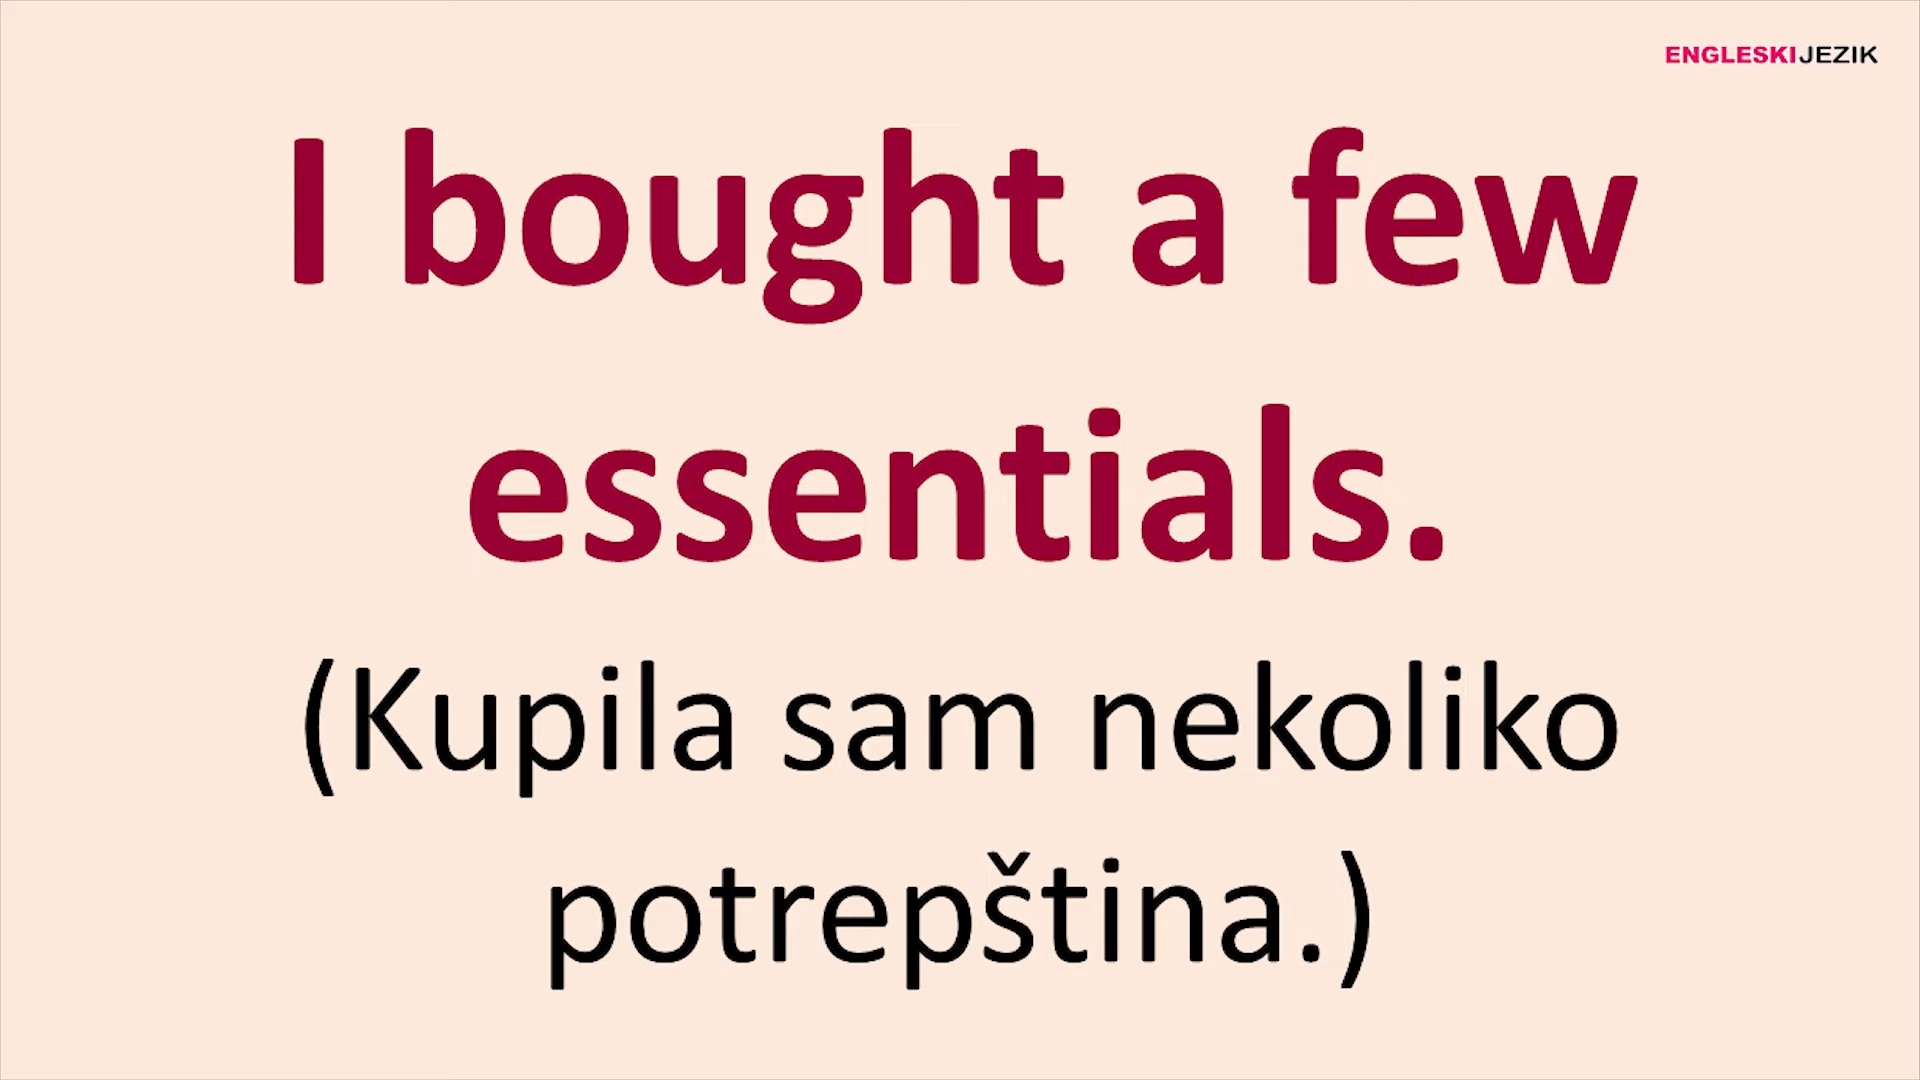 ENGLESKIJEZIK
I bought a few
essentials.
(Kupila sam nekoliko
potrepština.)